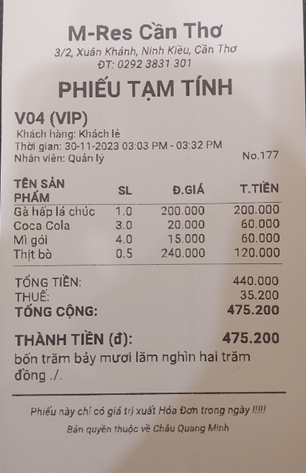 M-Res Cần Thơ
3/2, Xuân Khánh, Ninh Kiều, Cần Thơ
ĐT: 0292 3831 301
PHIẾU TẠM TÍNH
V04 (VIP)
Khách hàng: Khách lẻ
Thời gian: 30-11-2023 03:03 PM - 03:32 PM
Nhân viên: Quản lý No.177
TÊN SẢN PHẨM SL Đ.GIÁ T.TIỀN
Gà hấp lá chúc 1.0 200.000 200.000
Coca Cola 3.0 20.000 60.000
Mì gói 4.0 15.000 60.000
Thịt bò 0.5 240.000 120.000
TỔNG TIỀN: 440.000
THUẾ: 35.200
TỔNG CỘNG: 475.200
THÀNH TIỀN (đ): 475.200
bốn trăm bảy mươi lăm nghìn hai trăm
đồng ./.
Phiếu này chỉ có giá trị xuất Hóa Đơn trong ngày !!!!!
Bản quyền thuộc về Châu Quang Minh